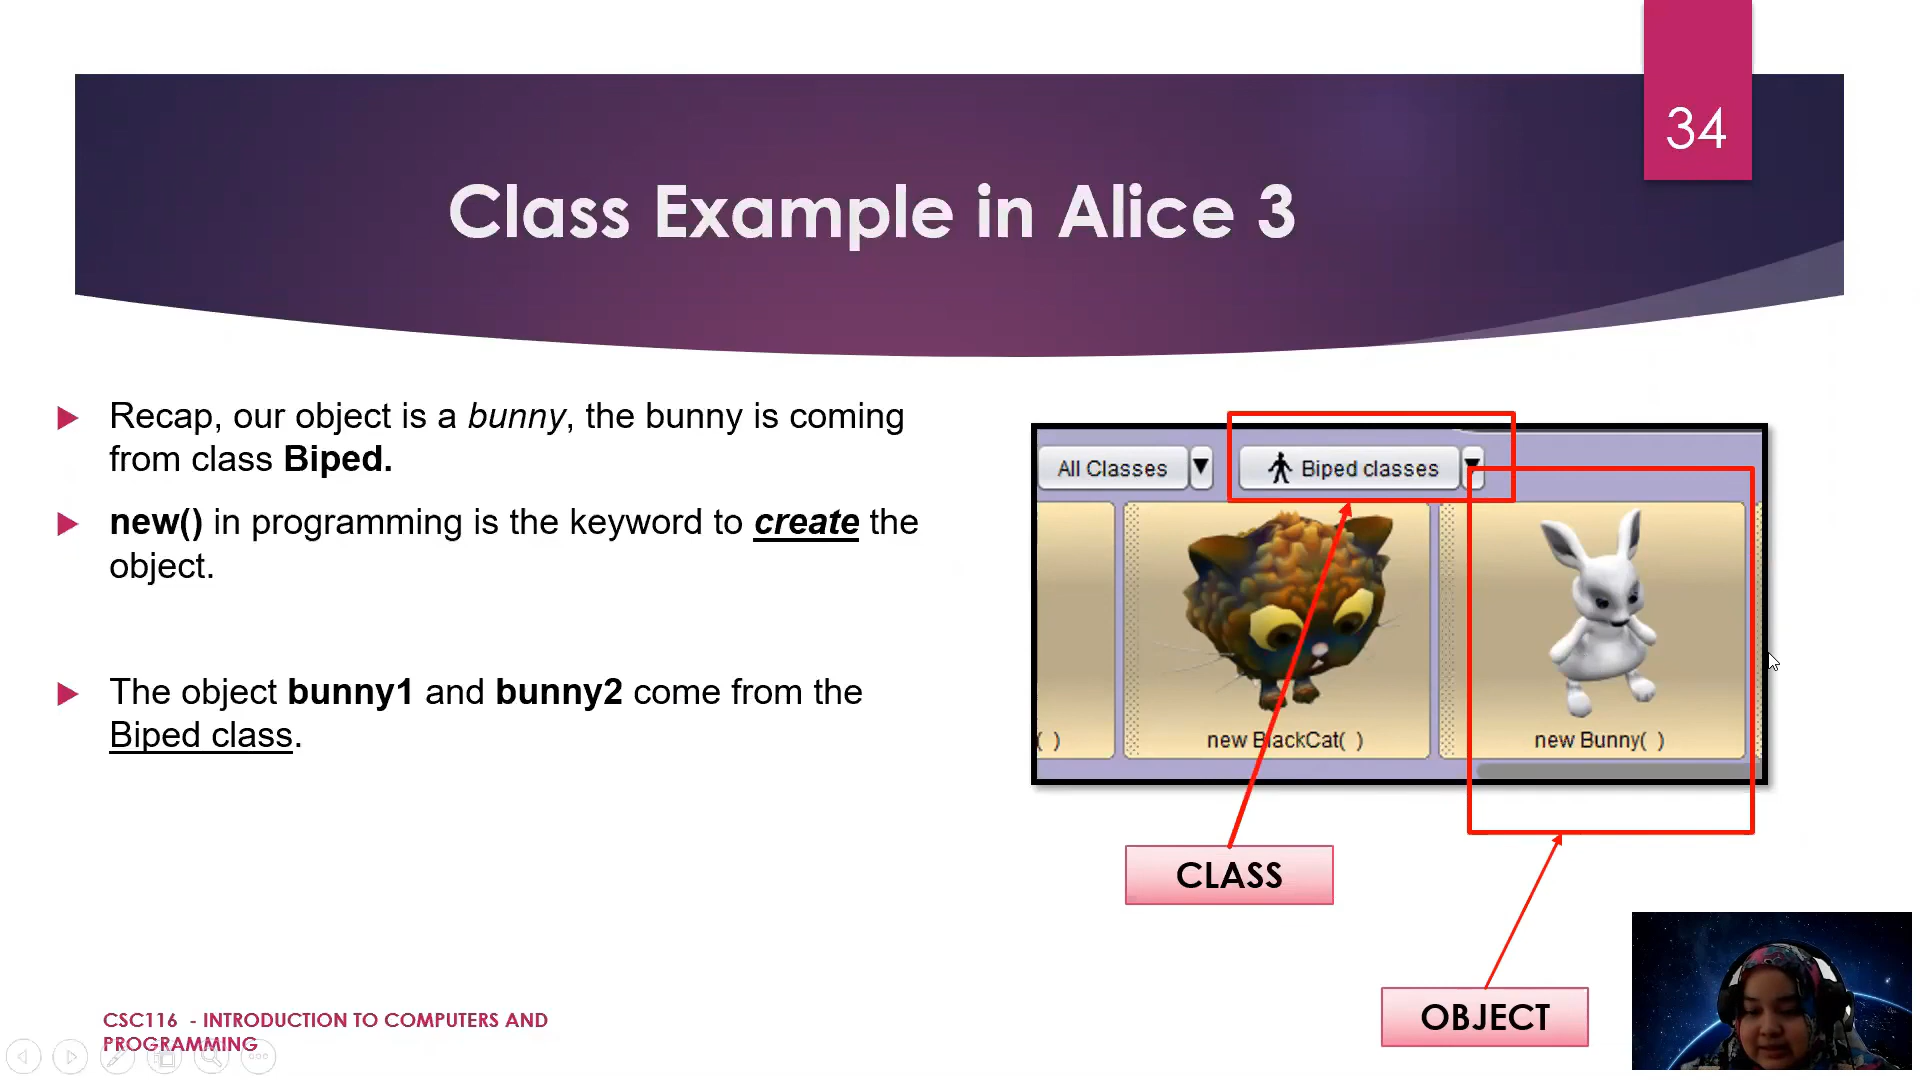 34
Class Example in Alice 3
Recap, our object is a bunny, the bunny is coming
from class Biped.
new() in programming is the keyword to create the
object.
The object bunny1 and bunny2 come from the
Biped class.
All Classes
Biped classes
( )
new BlackCat( )
new Bunny( )
CLASS
OBJECT
CSC116 - INTRODUCTION TO COMPUTERS AND
PROGRAMMING